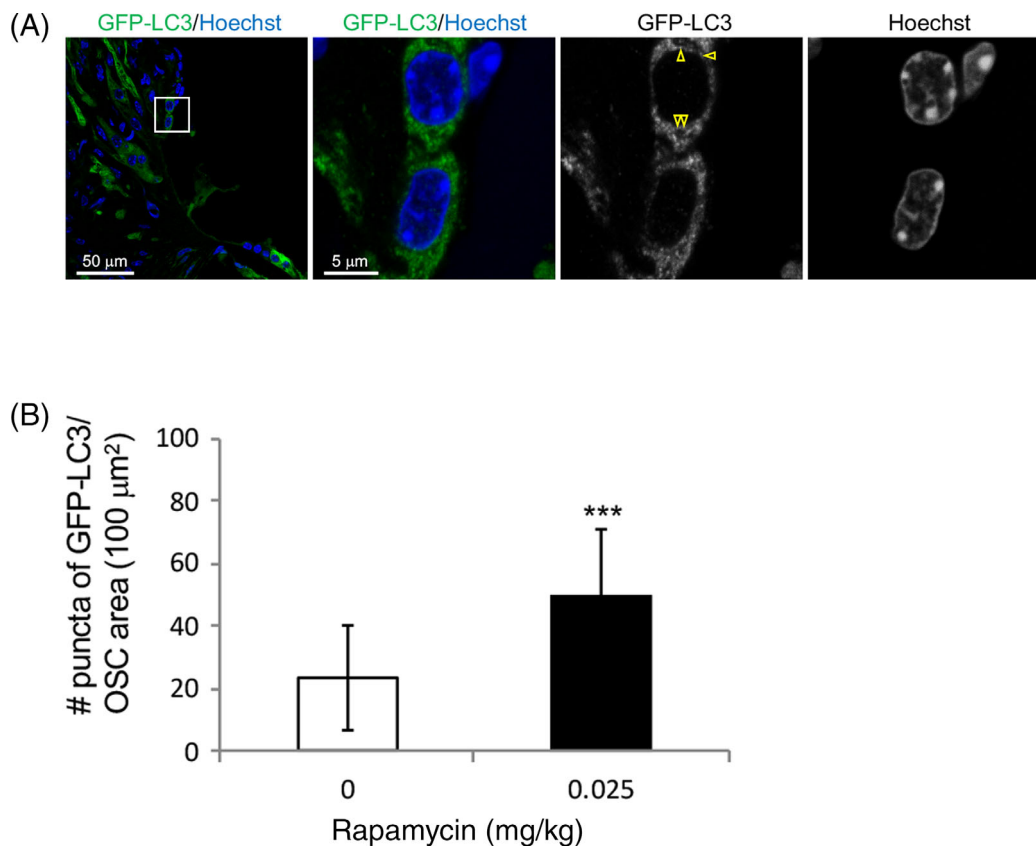 (A)
GFP-LC3/Hoechst
GFP-LC3/Hoechst
GFP-LC3
Hoechst
50 μm
5 μm
(B)
# puncta of GFP-LC3/
OSC area (100 μm²)
100
80
60
40
20
0
***
0
0.025
Rapamycin (mg/kg)